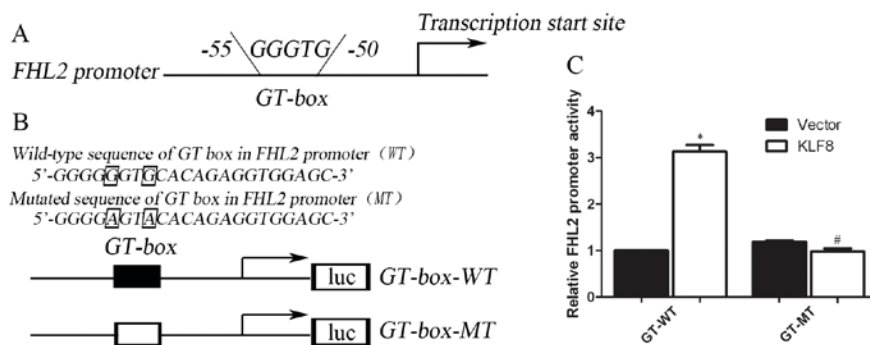 A
Transcription start site
-55 GGGTG -50
FHL2 promoter
GT-box
B
Wild-type sequence of GT box in FHL2 promoter (WT)
5'-GGGGGGTGCACAGAGGTGGAGC-3'
Mutated sequence of GT box in FHL2 promoter (MT)
5'-GGGGAGTACACAGAGGTGGAGC-3'
GT-box
luc GT-box-WT
luc GT-box-MT
C
Relative FHL2 promoter activity
4
3
2
1
0
Vector
KLF8
*
#
GT-WT
GT-MT